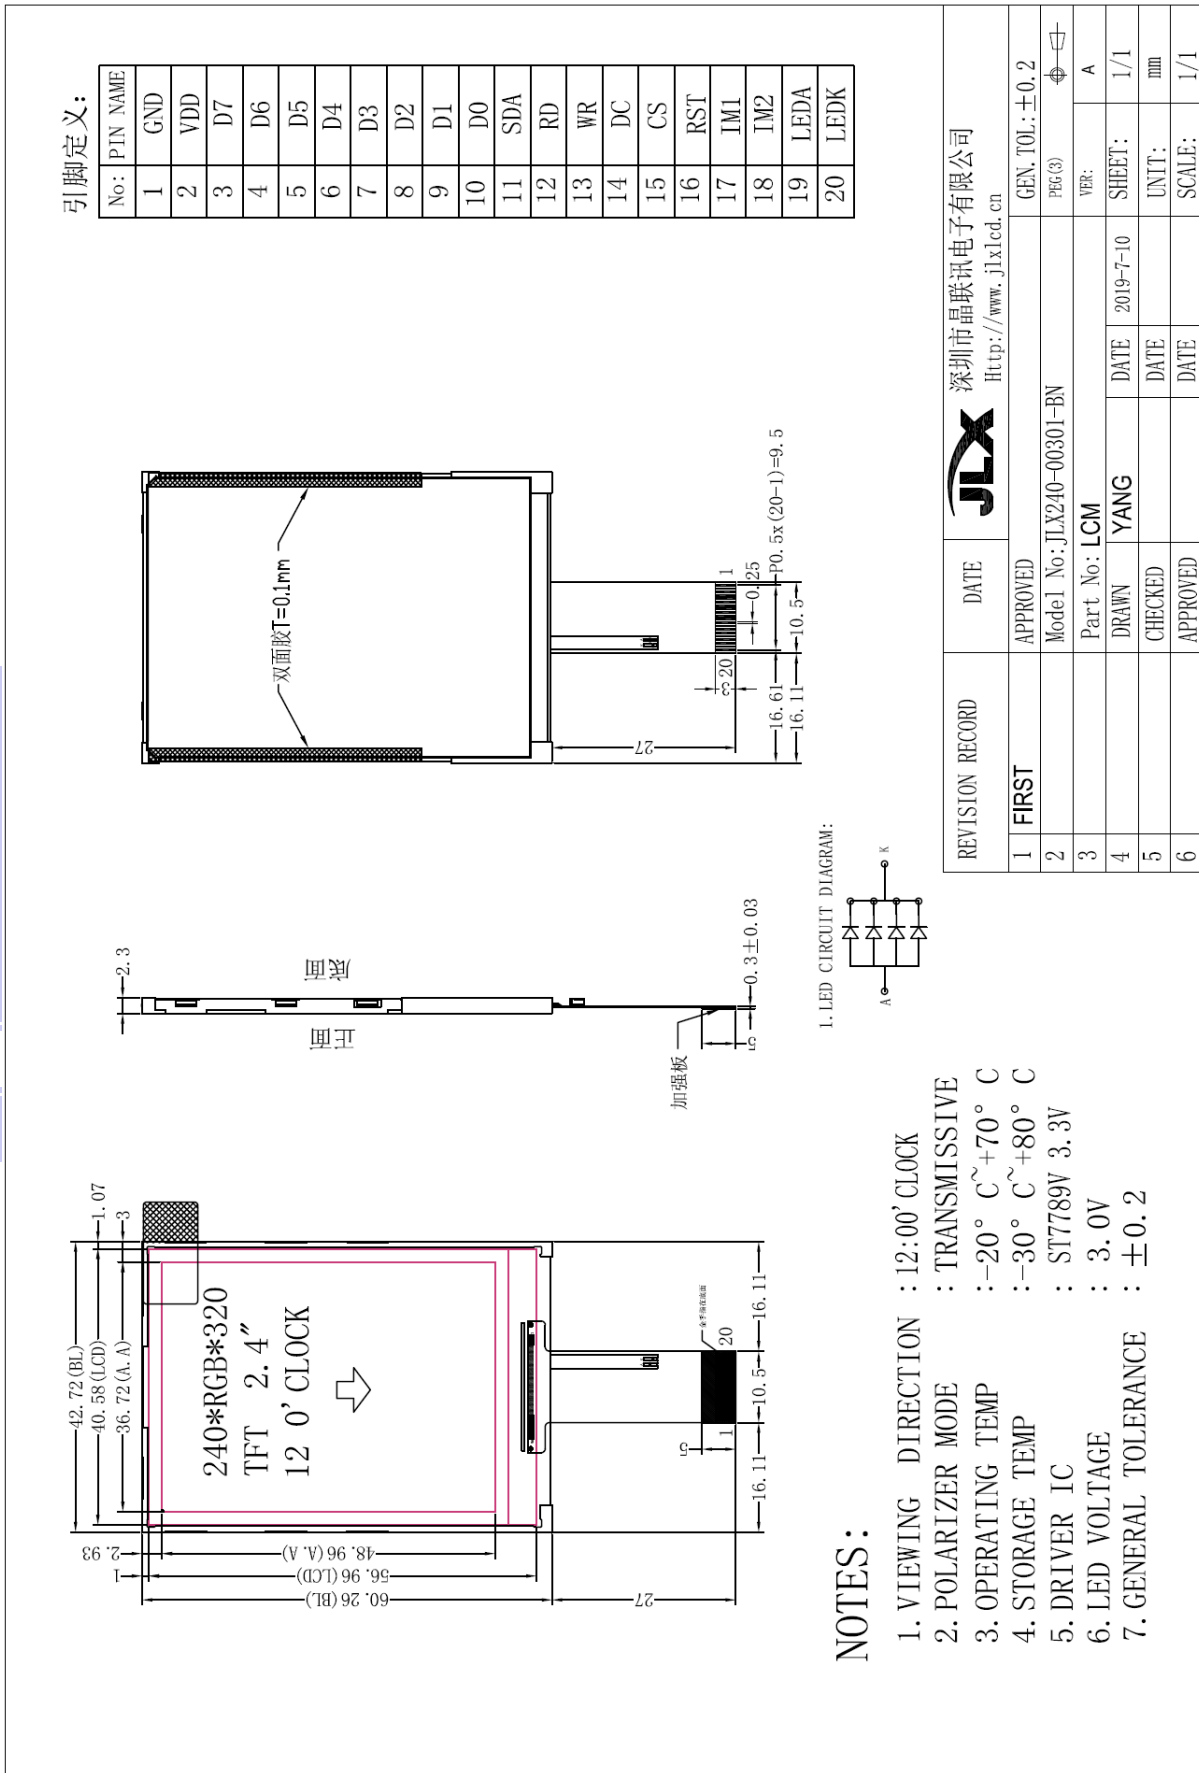 42.72(BL)
40.58(LCD)
36.72(A.A)
1.07
3
2.93
1
48.96(A.A)
56.96(LCD)
60.26(BL)
27
240*RGB*320
TFT 2.4″
12 0' CLOCK
5
1
20
16.11
10.5
16.11
2.3
正面
底面
加强板
5
0.3±0.03
双面胶T=0.1mm
27
3
20
1
16.61
16.11
10.5
0.25
P0.5x(20-1)=9.5
引脚定义:
No: PIN NAME
1 GND
2 VDD
3 D7
4 D6
5 D5
6 D4
7 D3
8 D2
9 D1
10 D0
11 SDA
12 RD
13 WR
14 DC
15 CS
16 RST
17 IM1
18 IM2
19 LEDA
20 LEDK
NOTES:
1. VIEWING DIRECTION : 12:00' CLOCK
2. POLARIZER MODE : TRANSMISSIVE
3. OPERATING TEMP :-20° C~+70° C
4. STORAGE TEMP :-30° C~+80° C
5. DRIVER IC : ST7789V 3.3V
6. LED VOLTAGE : 3.0V
7. GENERAL TOLERANCE : ±0.2
1. LED CIRCUIT DIAGRAM:
A K
REVISION RECORD DATE
JLX 深圳市晶联讯电子有限公司
Http://www.jlxlcd.cn
1 FIRST APPROVED GEN. TOL: ±0.2
2 Model No: JLX240-00301-BN PEG(3)
3 Part No: LCM VER: A
4 DRAWN YANG DATE 2019-7-10 SHEET: 1/1
5 CHECKED DATE UNIT: mm
6 APPROVED DATE SCALE: 1/1